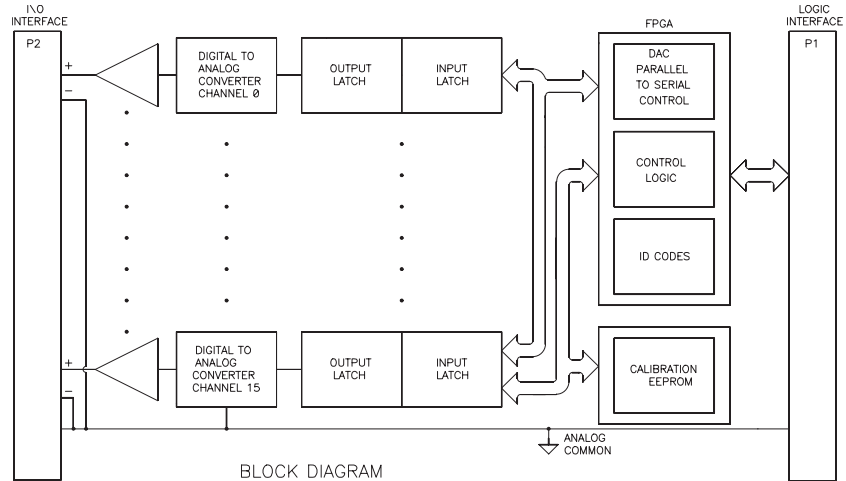 I\O
INTERFACE
P2
+
−
DIGITAL TO
ANALOG
CONVERTER
CHANNEL 0
OUTPUT
LATCH
INPUT
LATCH
FPGA
DAC
PARALLEL
TO SERIAL
CONTROL
CONTROL
LOGIC
ID CODES
LOGIC
INTERFACE
P1
+
−
DIGITAL TO
ANALOG
CONVERTER
CHANNEL 15
OUTPUT
LATCH
INPUT
LATCH
CALIBRATION
EEPROM
ANALOG
COMMON
BLOCK DIAGRAM